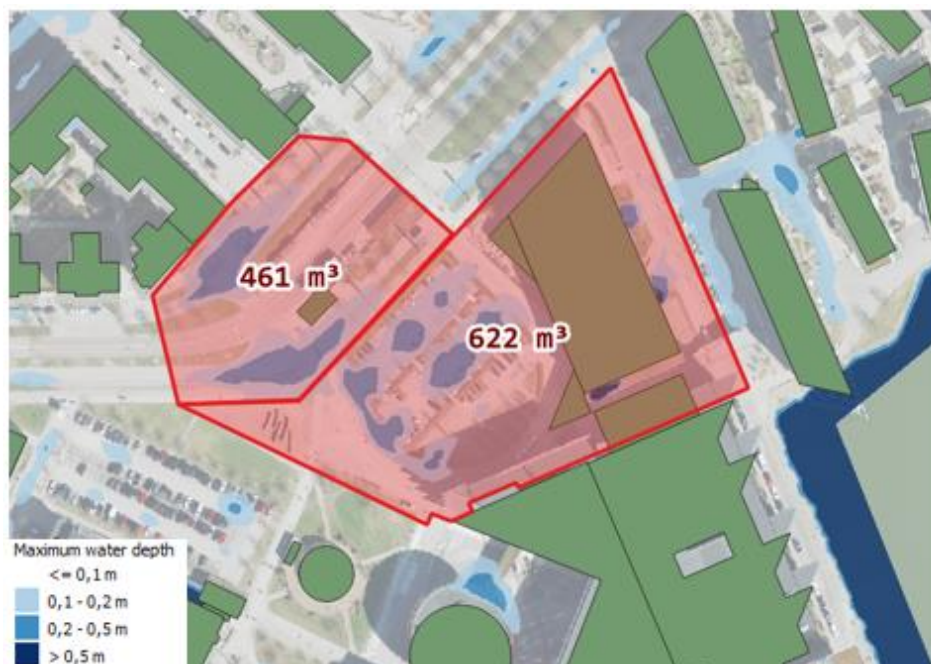 461 m³
622 m³
Maximum water depth
<= 0,1 m
0,1 - 0,2 m
0,2 - 0,5 m
> 0,5 m